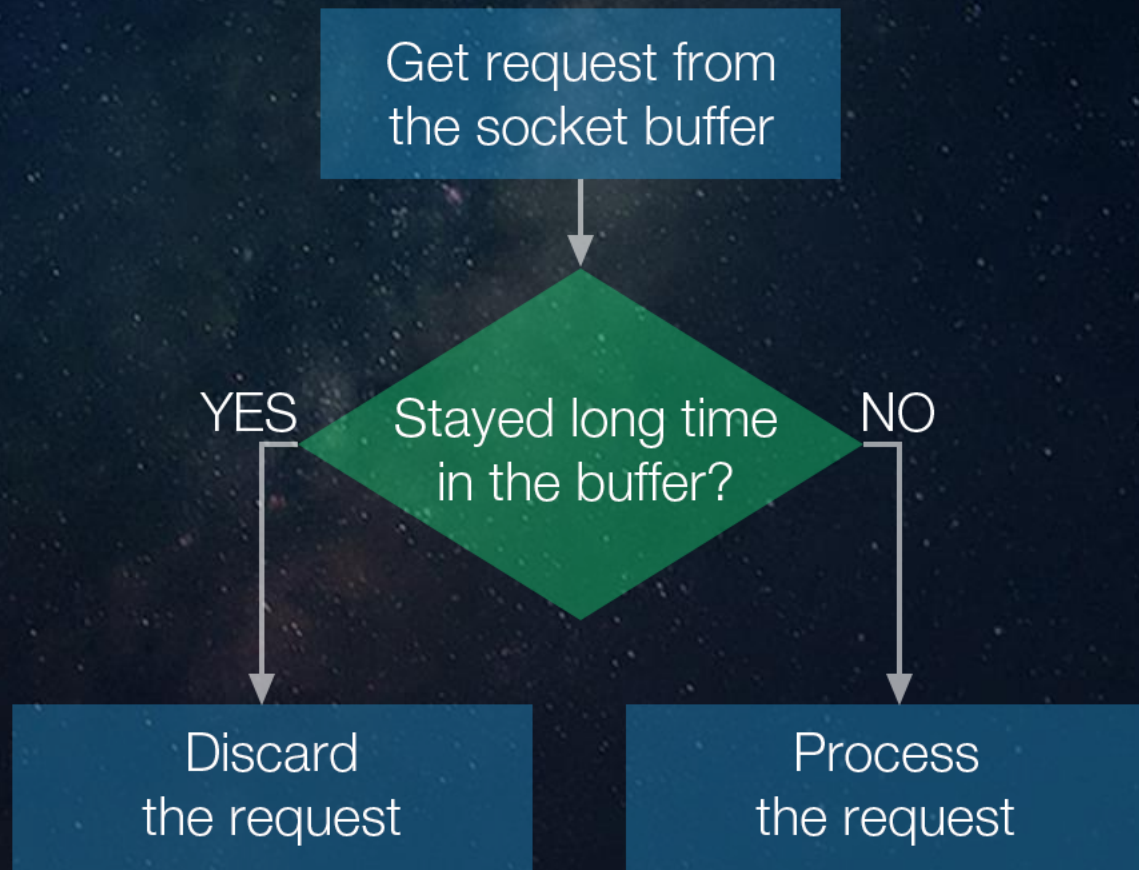 Get request from
the socket buffer
YES
Stayed long time
in the buffer?
NO
Discard
the request
Process
the request